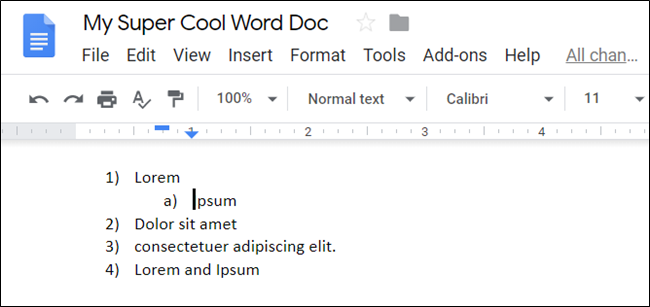 My Super Cool Word Doc
File Edit View Insert Format Tools Add-ons Help All chan...
100% Normal text Calibri 11
1 2 3 4
1) Lorem
a) Ipsum
2) Dolor sit amet
3) consectetuer adipiscing elit.
4) Lorem and Ipsum